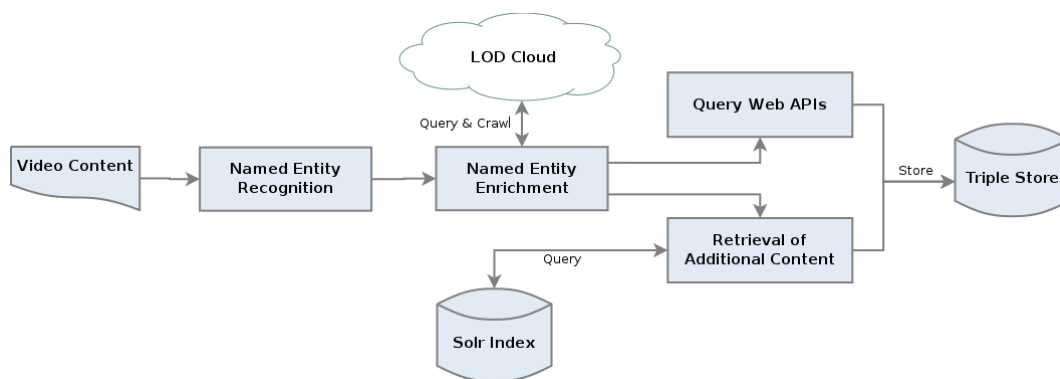 LOD Cloud
Query & Crawl
Query Web APIs
Video Content
Named Entity
Recognition
Named Entity
Enrichment
Store
Triple Store
Retrieval of
Additional Content
Query
Solr Index